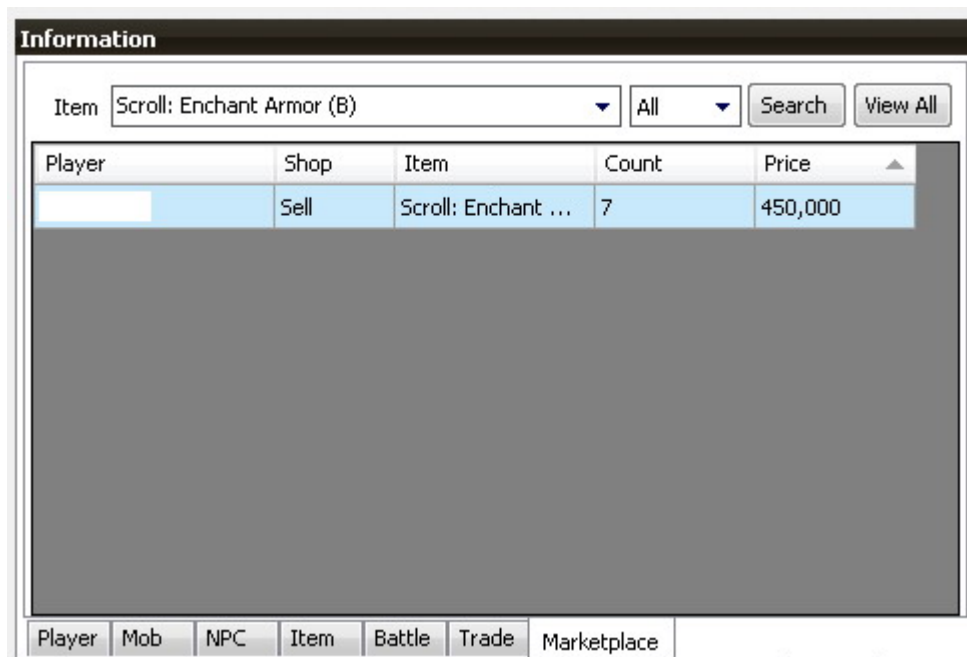 Information
Item Scroll: Enchant Armor (B) All Search View All
Player Shop Item Count Price
Sell Scroll: Enchant ... 7 450,000
Player Mob NPC Item Battle Trade Marketplace